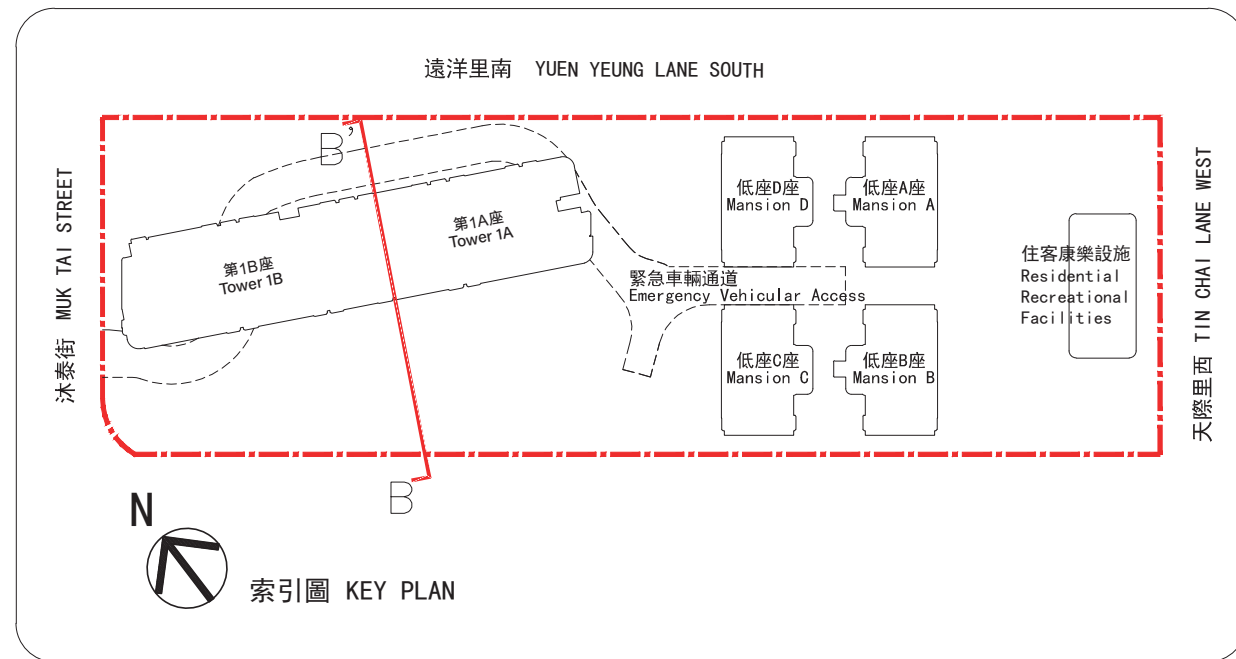 遠洋里南 YUEN YEUNG LANE SOUTH
B'
沐泰街 MUK TAI STREET
第1B座
Tower 1B
第1A座
Tower 1A
低座D座
Mansion D
低座A座
Mansion A
緊急車輛通道
Emergency Vehicular Access
低座C座
Mansion C
低座B座
Mansion B
住客康樂設施
Residential
Recreational
Facilities
天際里西 TIN CHAI LANE WEST
B
N
索引圖 KEY PLAN